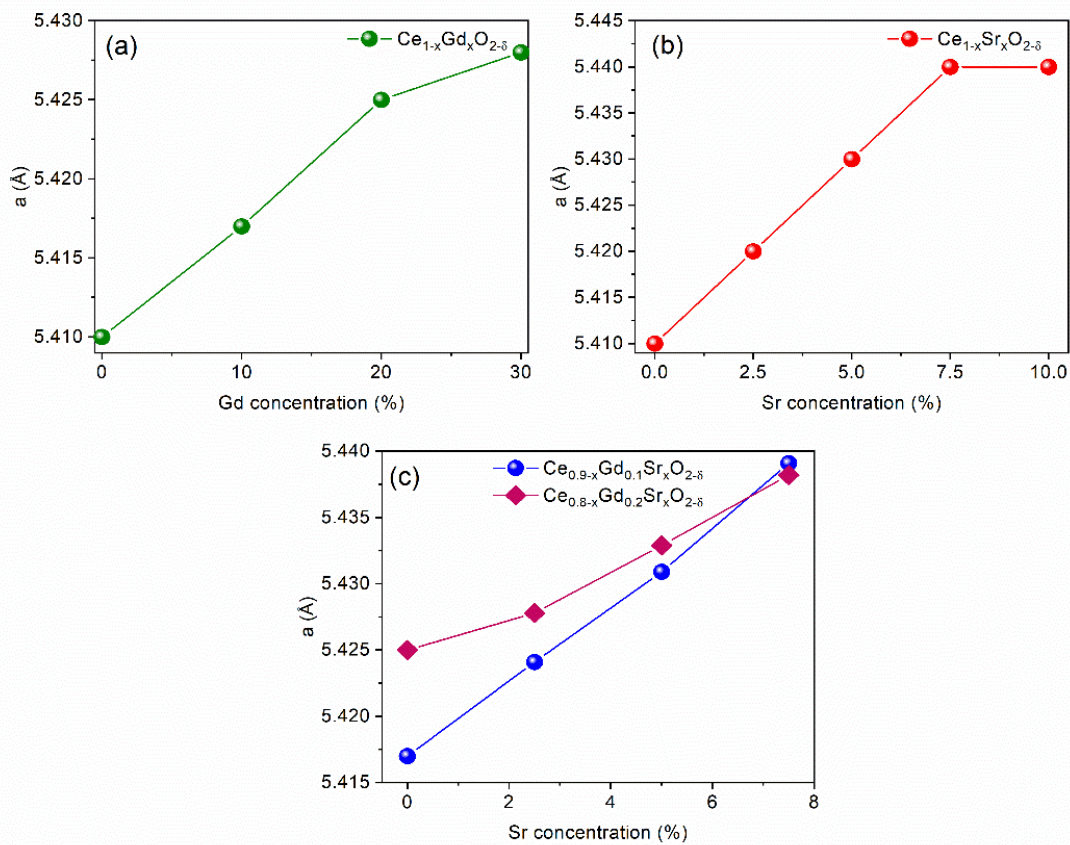 (a)
Ce1-xGdxO2-δ
5.430
5.425
5.420
5.415
5.410
a (Å)
0 10 20 30
Gd concentration (%)
(b)
Ce1-xSrxO2-δ
5.445
5.440
5.435
5.430
5.425
5.420
5.415
5.410
a (Å)
0.0 2.5 5.0 7.5 10.0
Sr concentration (%)
(c)
Ce0.9-xGd0.1SrxO2-δ
Ce0.8-xGd0.2SrxO2-δ
5.440
5.435
5.430
5.425
5.420
5.415
a (Å)
0 2 4 6 8
Sr concentration (%)